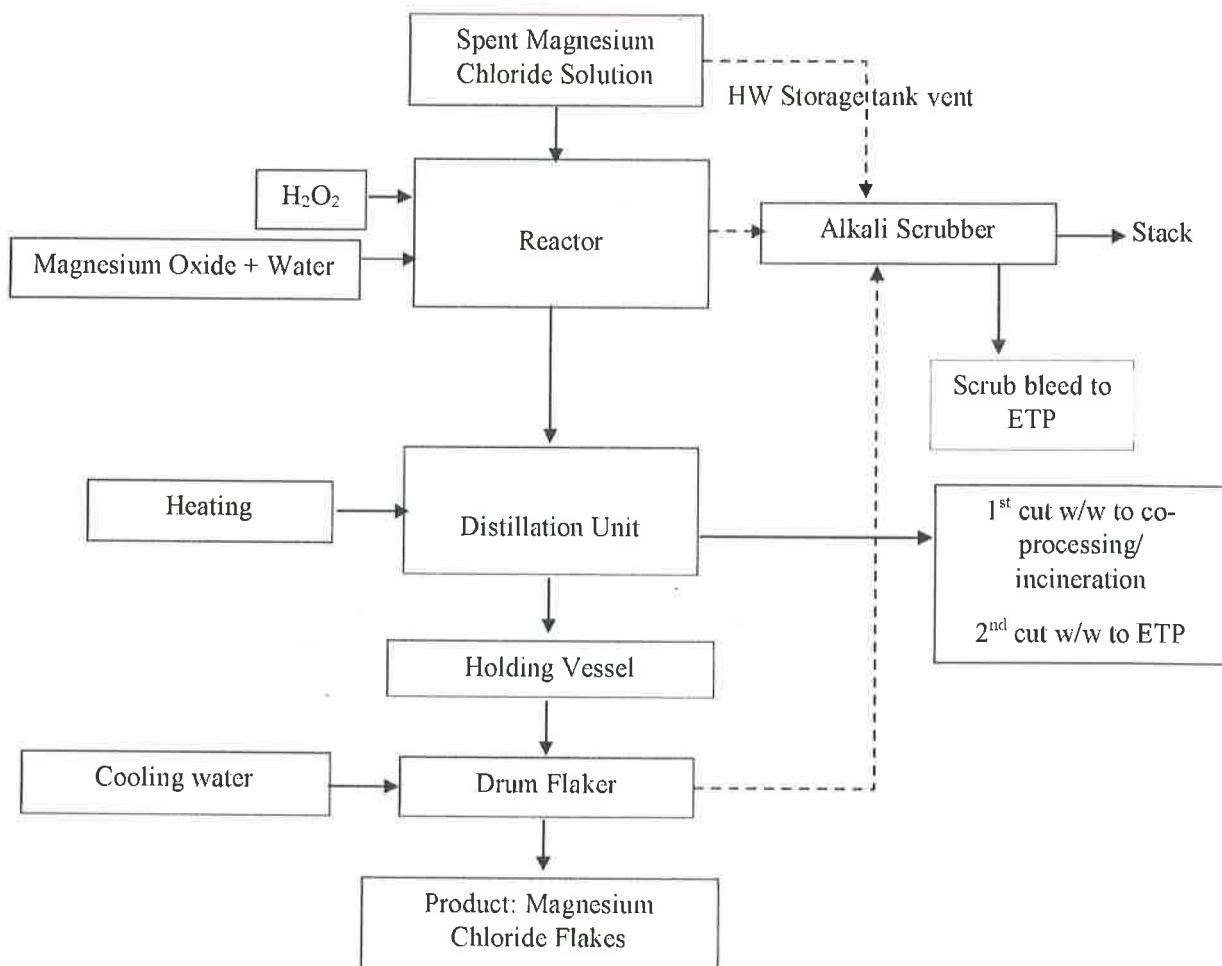 Spent Magnesium
Chloride Solution
HW Storage tank vent
H₂O₂
Reactor
Alkali Scrubber
Stack
Magnesium Oxide + Water
Scrub bleed to
ETP
Heating
Distillation Unit
1st cut w/w to co-
processing/
incineration
2nd cut w/w to ETP
Holding Vessel
Cooling water
Drum Flaker
Product: Magnesium
Chloride Flakes